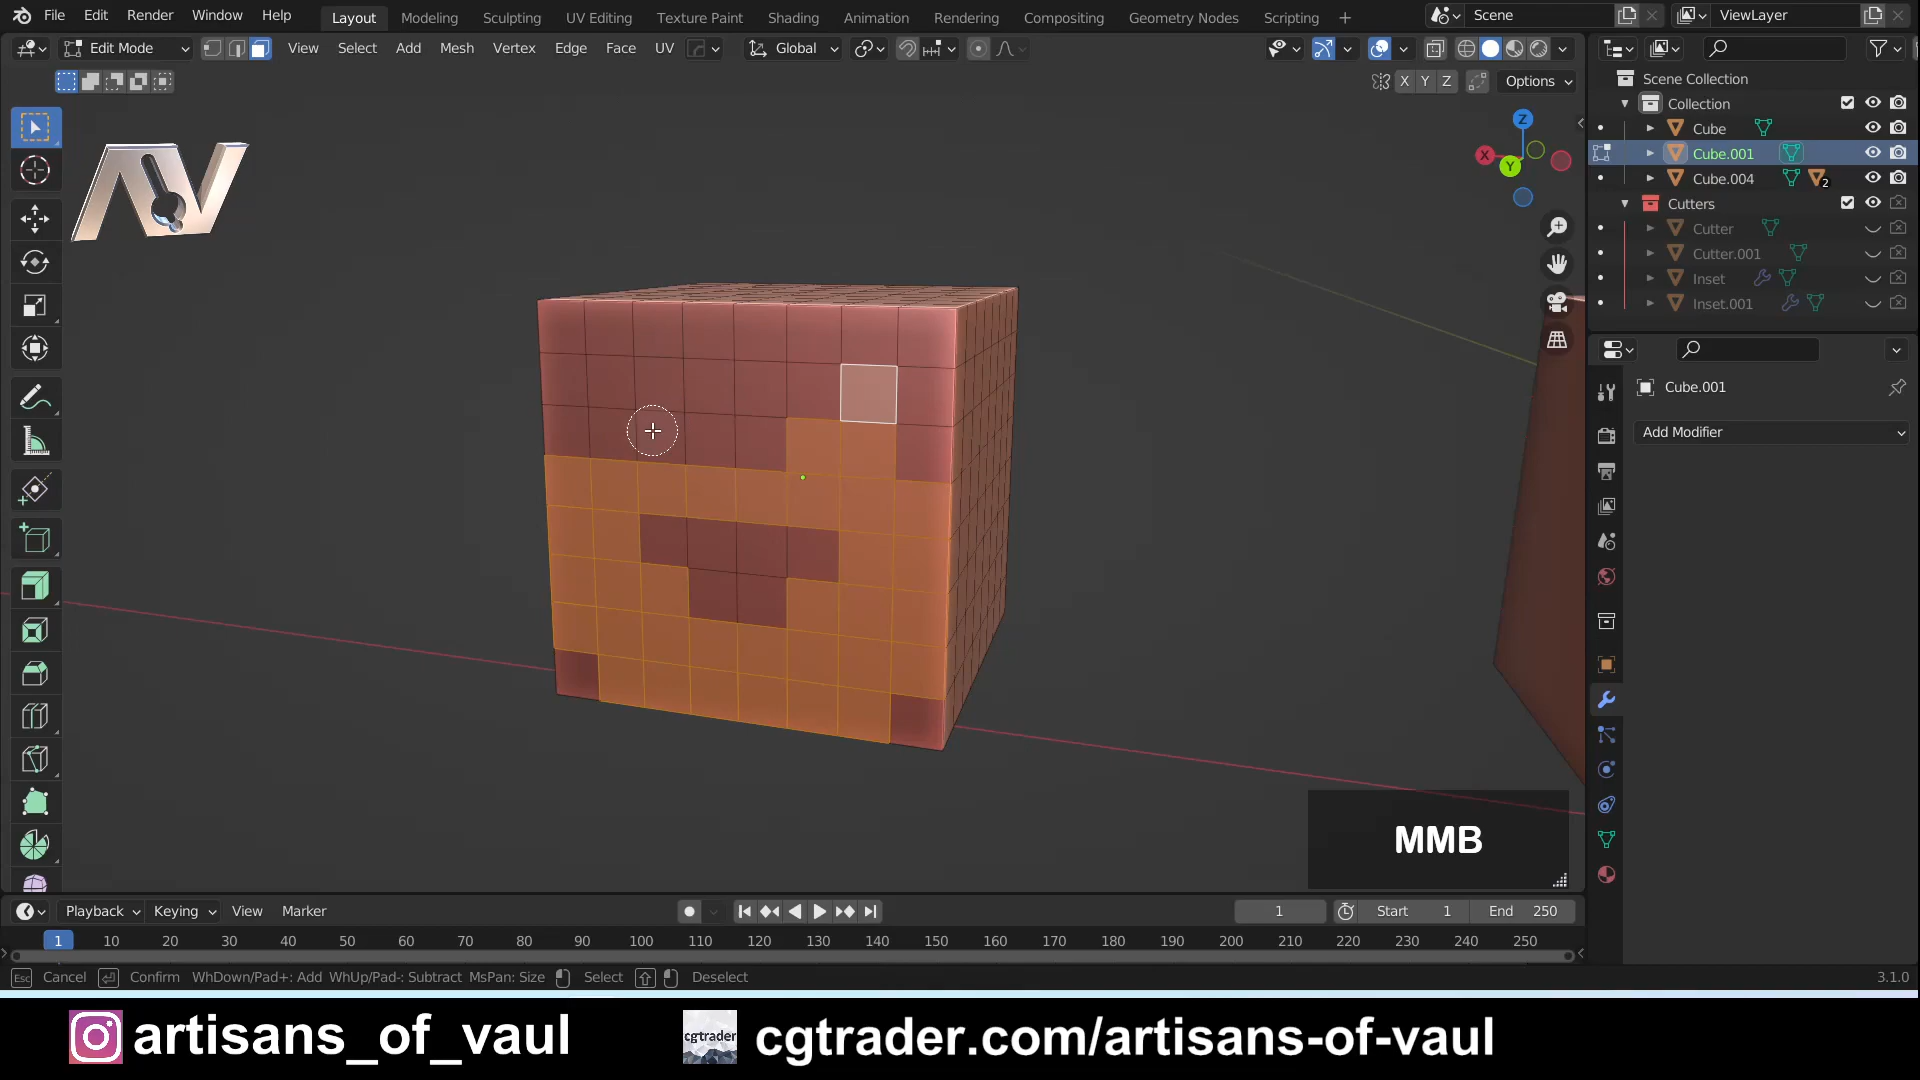 File Edit Render Window Help Layout Modeling Sculpting UV Editing Texture Paint Shading Animation Rendering Compositing Geometry Nodes Scripting Scene ViewLayer
Edit Mode View Select Add Mesh Vertex Edge Face UV Global
X Y Z Options
Scene Collection
Collection
Cube
Cube.001
Cube.004 2
Cutters
Cutter
Cutter.001
Inset
Inset.001
Z
X
Y
AV
Cube.001
Add Modifier
MMB
Playback Keying View Marker 1 Start 1 End 250
1 10 20 30 40 50 60 70 80 90 100 110 120 130 140 150 160 170 180 190 200 210 220 230 240 250
Esc Cancel Confirm WhDown/Pad+: Add WhUp/Pad-: Subtract MsPan: Size Select Deselect 3.1.0
artisans_of_vaul cgtrader cgtrader.com/artisans-of-vaul